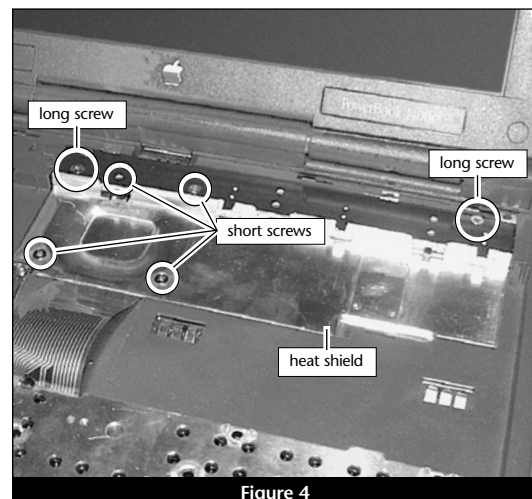 PowerBook
long screw
long screw
short screws
heat shield
Figure 4